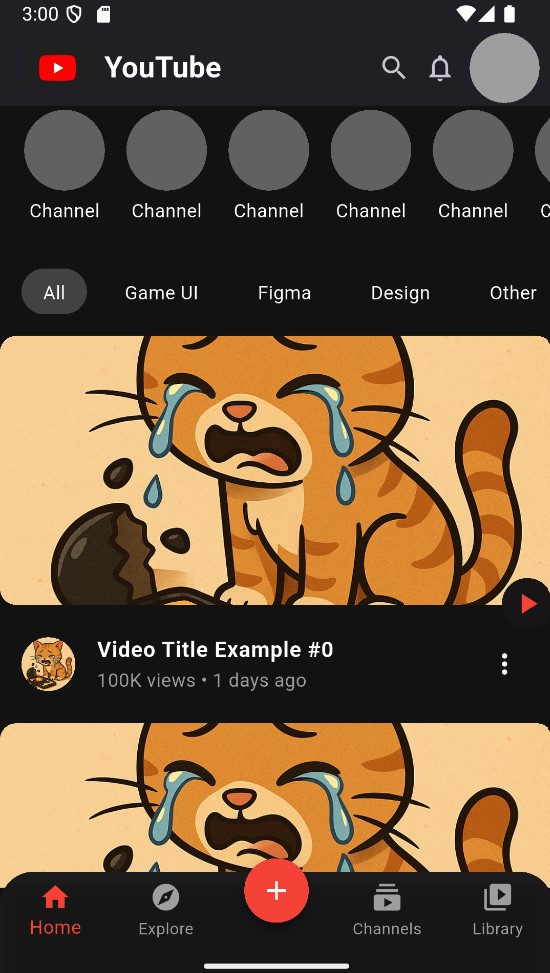 3:00
YouTube
Channel Channel Channel Channel Channel C
All Game UI Figma Design Other
Video Title Example #0
100K views • 1 days ago
Home Explore Channels Library